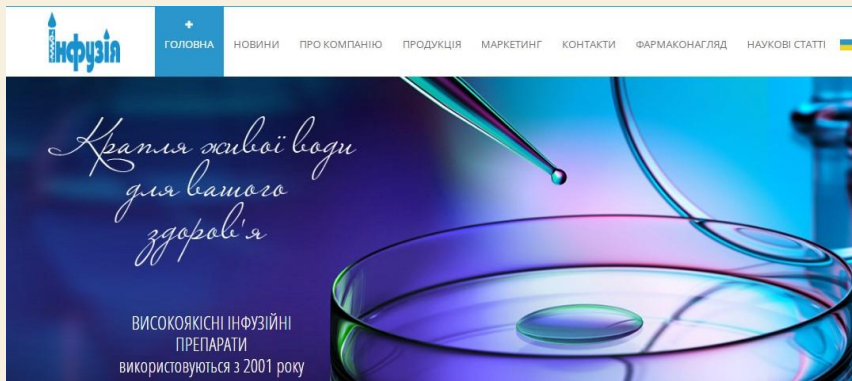 Інфузія
ГОЛОВНА НОВИНИ ПРО КОМПАНІЮ ПРОДУКЦІЯ МАРКЕТИНГ КОНТАКТИ ФАРМАКОНАГЛЯД НАУКОВІ СТАТТІ
Крапля живої води
для вашого
здоров'я
ВИСОКОЯКІСНІ ІНФУЗІЙНІ
ПРЕПАРАТИ
використовуються з 2001 року